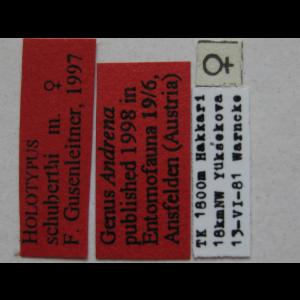 HOLOTYPUS
schuberthi m. ♀
F. Gusenleitner, 1997
Genus Andrena
published 1998 in
Entomofauna 19/6,
Ansfelden (Austria)
♀
TK 1800m Hakkari
18kmNW Yüksekova
13-VI-81 Warncke